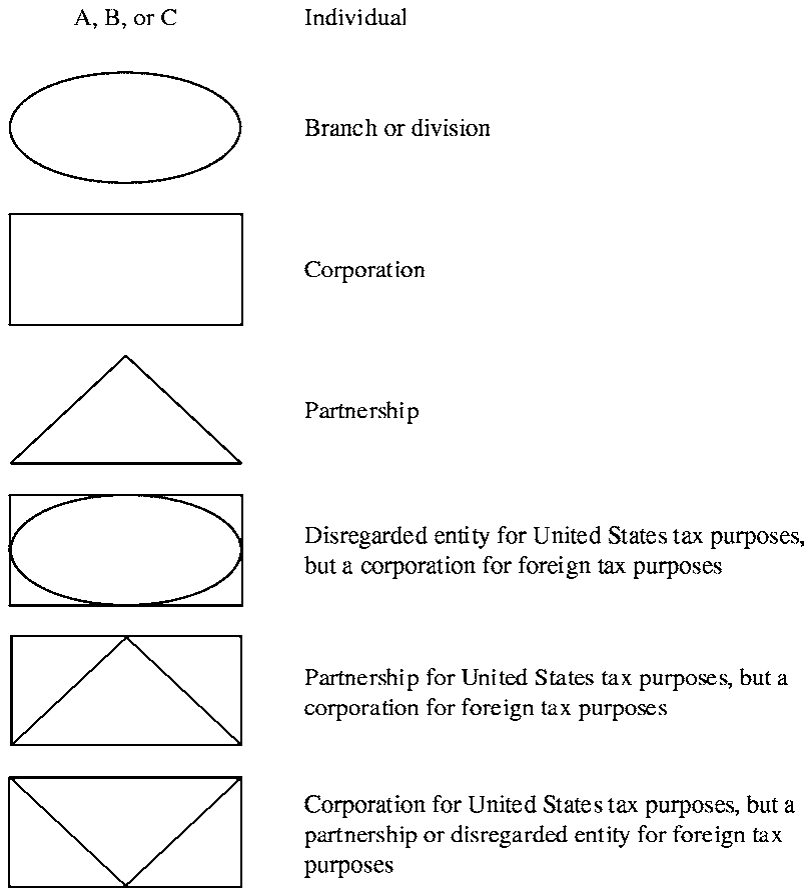 A, B, or C Individual
Branch or division
Corporation
Partnership
Disregarded entity for United States tax purposes,
but a corporation for foreign tax purposes
Partnership for United States tax purposes, but a
corporation for foreign tax purposes
Corporation for United States tax purposes, but a
partnership or disregarded entity for foreign tax
purposes